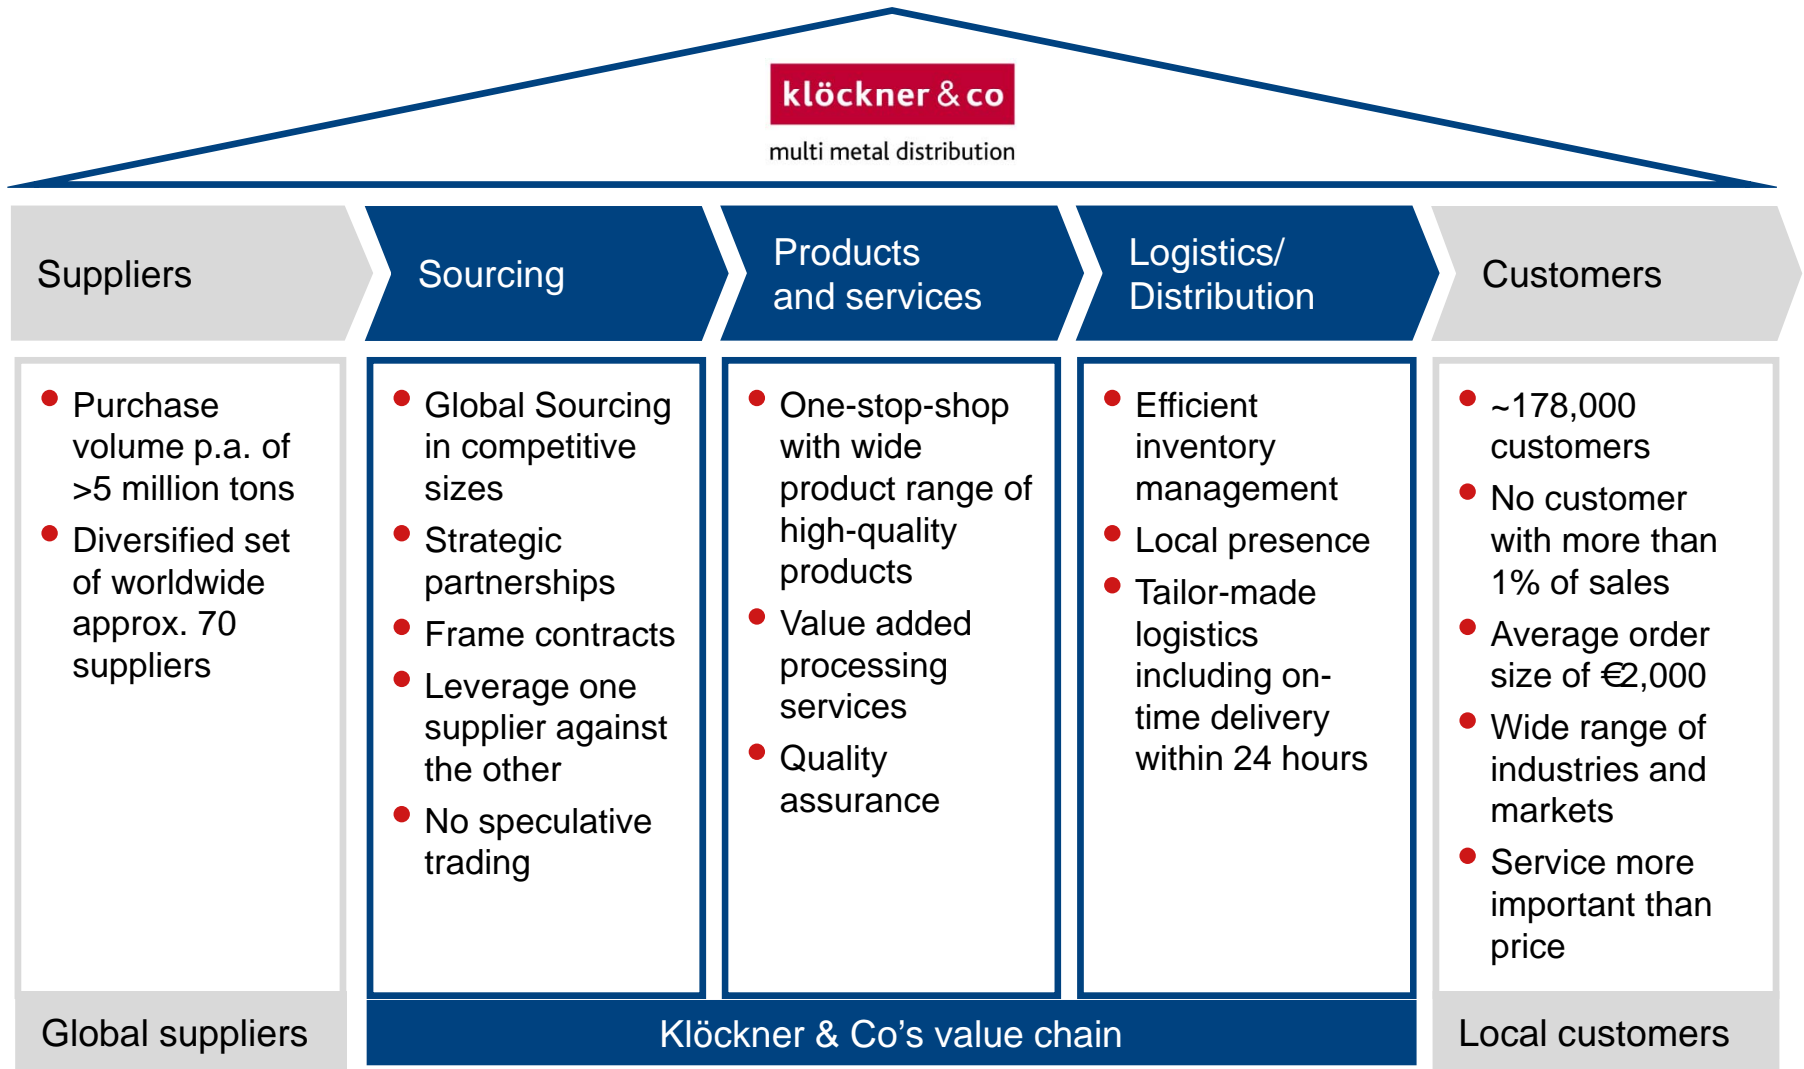 klöckner & co
multi metal distribution
Suppliers
Sourcing
Products
and services
Logistics/
Distribution
Customers
• Purchase
volume p.a. of
>5 million tons
• Diversified set
of worldwide
approx. 70
suppliers
• Global Sourcing
in competitive
sizes
• Strategic
partnerships
• Frame contracts
• Leverage one
supplier against
the other
• No speculative
trading
• One-stop-shop
with wide
product range of
high-quality
products
• Value added
processing
services
• Quality
assurance
• Efficient
inventory
management
• Local presence
• Tailor-made
logistics
including on-
time delivery
within 24 hours
• ~178,000
customers
• No customer
with more than
1% of sales
• Average order
size of €2,000
• Wide range of
industries and
markets
• Service more
important than
price
Global suppliers
Klöckner & Co’s value chain
Local customers